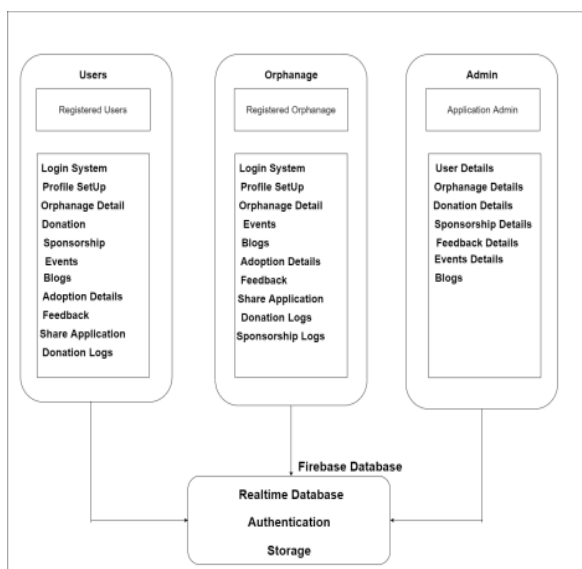 Users
Registered Users
Login System
Profile SetUp
Orphanage Detail
Donation
Sponsorship
Events
Blogs
Adoption Details
Feedback
Share Application
Donation Logs
Orphanage
Registered Orphanage
Login System
Profile SetUp
Orphanage Detail
Events
Blogs
Adoption Details
Feedback
Share Application
Donation Logs
Sponsorship Logs
Admin
Application Admin
User Details
Orphanage Details
Donation Details
Sponsorship Details
Feedback Details
Events Details
Blogs
Firebase Database
Realtime Database
Authentication
Storage